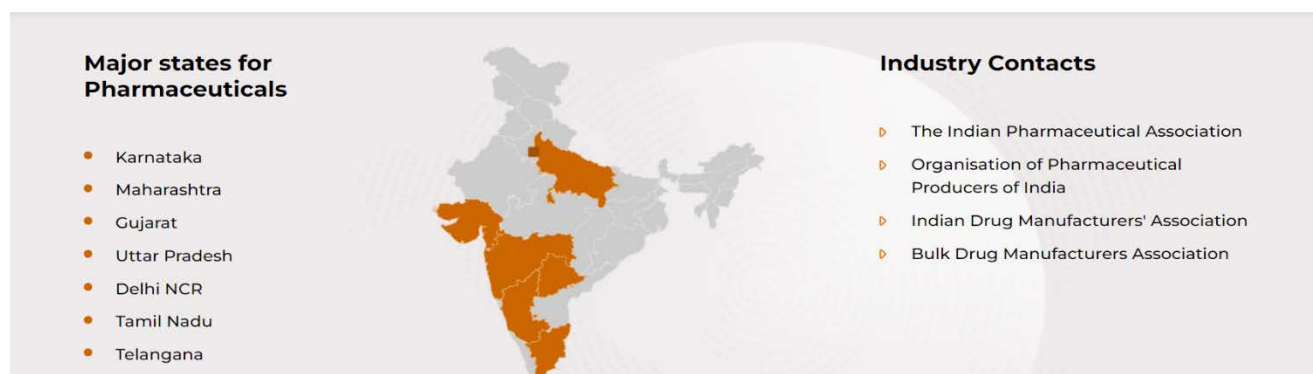 Major states for
Pharmaceuticals
Karnataka
Maharashtra
Gujarat
Uttar Pradesh
Delhi NCR
Tamil Nadu
Telangana
Industry Contacts
The Indian Pharmaceutical Association
Organisation of Pharmaceutical
Producers of India
Indian Drug Manufacturers' Association
Bulk Drug Manufacturers Association